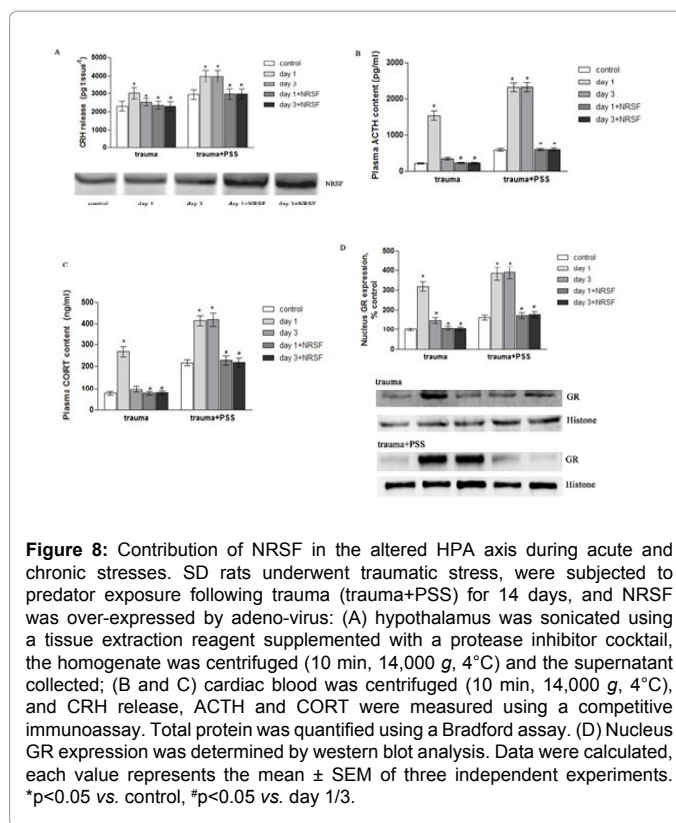 A
5000
4000
3000
2000
1000
0
CRH release (pg tissue⁻¹)
control
day 1
day 3
day 1+NRSF
day 3+NRSF
trauma
trauma+PSS
NRSF
control
day 1
day 3
day 1+NRSF
day 3+NRSF
B
3000
2000
1000
0
Plasma ACTH content (pg/ml)
control
day 1
day 3
day 1+NRSF
day 3+NRSF
trauma
trauma+PSS
C
500
400
300
200
100
0
Plasma CORT content (ng/ml)
control
day 1
day 3
day 1+NRSF
day 3+NRSF
trauma
trauma+PSS
D
500
400
300
200
100
0
Nucleus GR expression,
% control
control
day 1
day 3
day 1+NRSF
day 3+NRSF
trauma
trauma+PSS
trauma
GR
Histone
trauma+PSS
GR
Histone
Figure 8: Contribution of NRSF in the altered HPA axis during acute and
chronic stresses. SD rats underwent traumatic stress, were subjected to
predator exposure following trauma (trauma+PSS) for 14 days, and NRSF
was over-expressed by adeno-virus: (A) hypothalamus was sonicated using
a tissue extraction reagent supplemented with a protease inhibitor cocktail,
the homogenate was centrifuged (10 min, 14,000 g, 4°C) and the supernatant
collected; (B and C) cardiac blood was centrifuged (10 min, 14,000 g, 4°C),
and CRH release, ACTH and CORT were measured using a competitive
immunoassay. Total protein was quantified using a Bradford assay. (D) Nucleus
GR expression was determined by western blot analysis. Data were calculated,
each value represents the mean ± SEM of three independent experiments.
*p<0.05 vs. control, #p<0.05 vs. day 1/3.